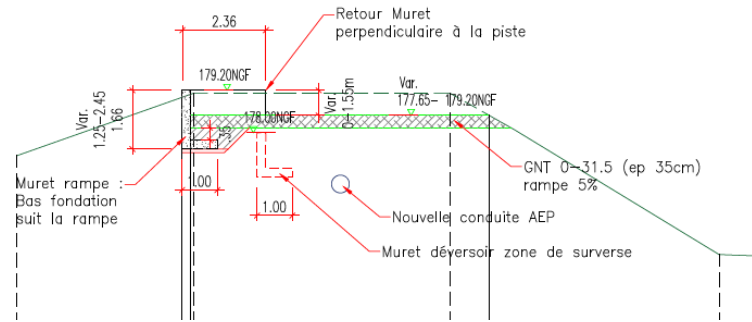 2.36
Retour Muret
perpendiculaire à la piste
179.20NGF
Var.
177.65- 179.20NGF
Var.
1.25-2.45
1.66
Var.
0-1.55m
178.00NGF
.35
GNT 0-31.5 (ep 35cm)
rampe 5%
Muret rampe :
Bas fondation
suit la rampe
1.00
1.00
Nouvelle conduite AEP
Muret déversoir zone de surverse